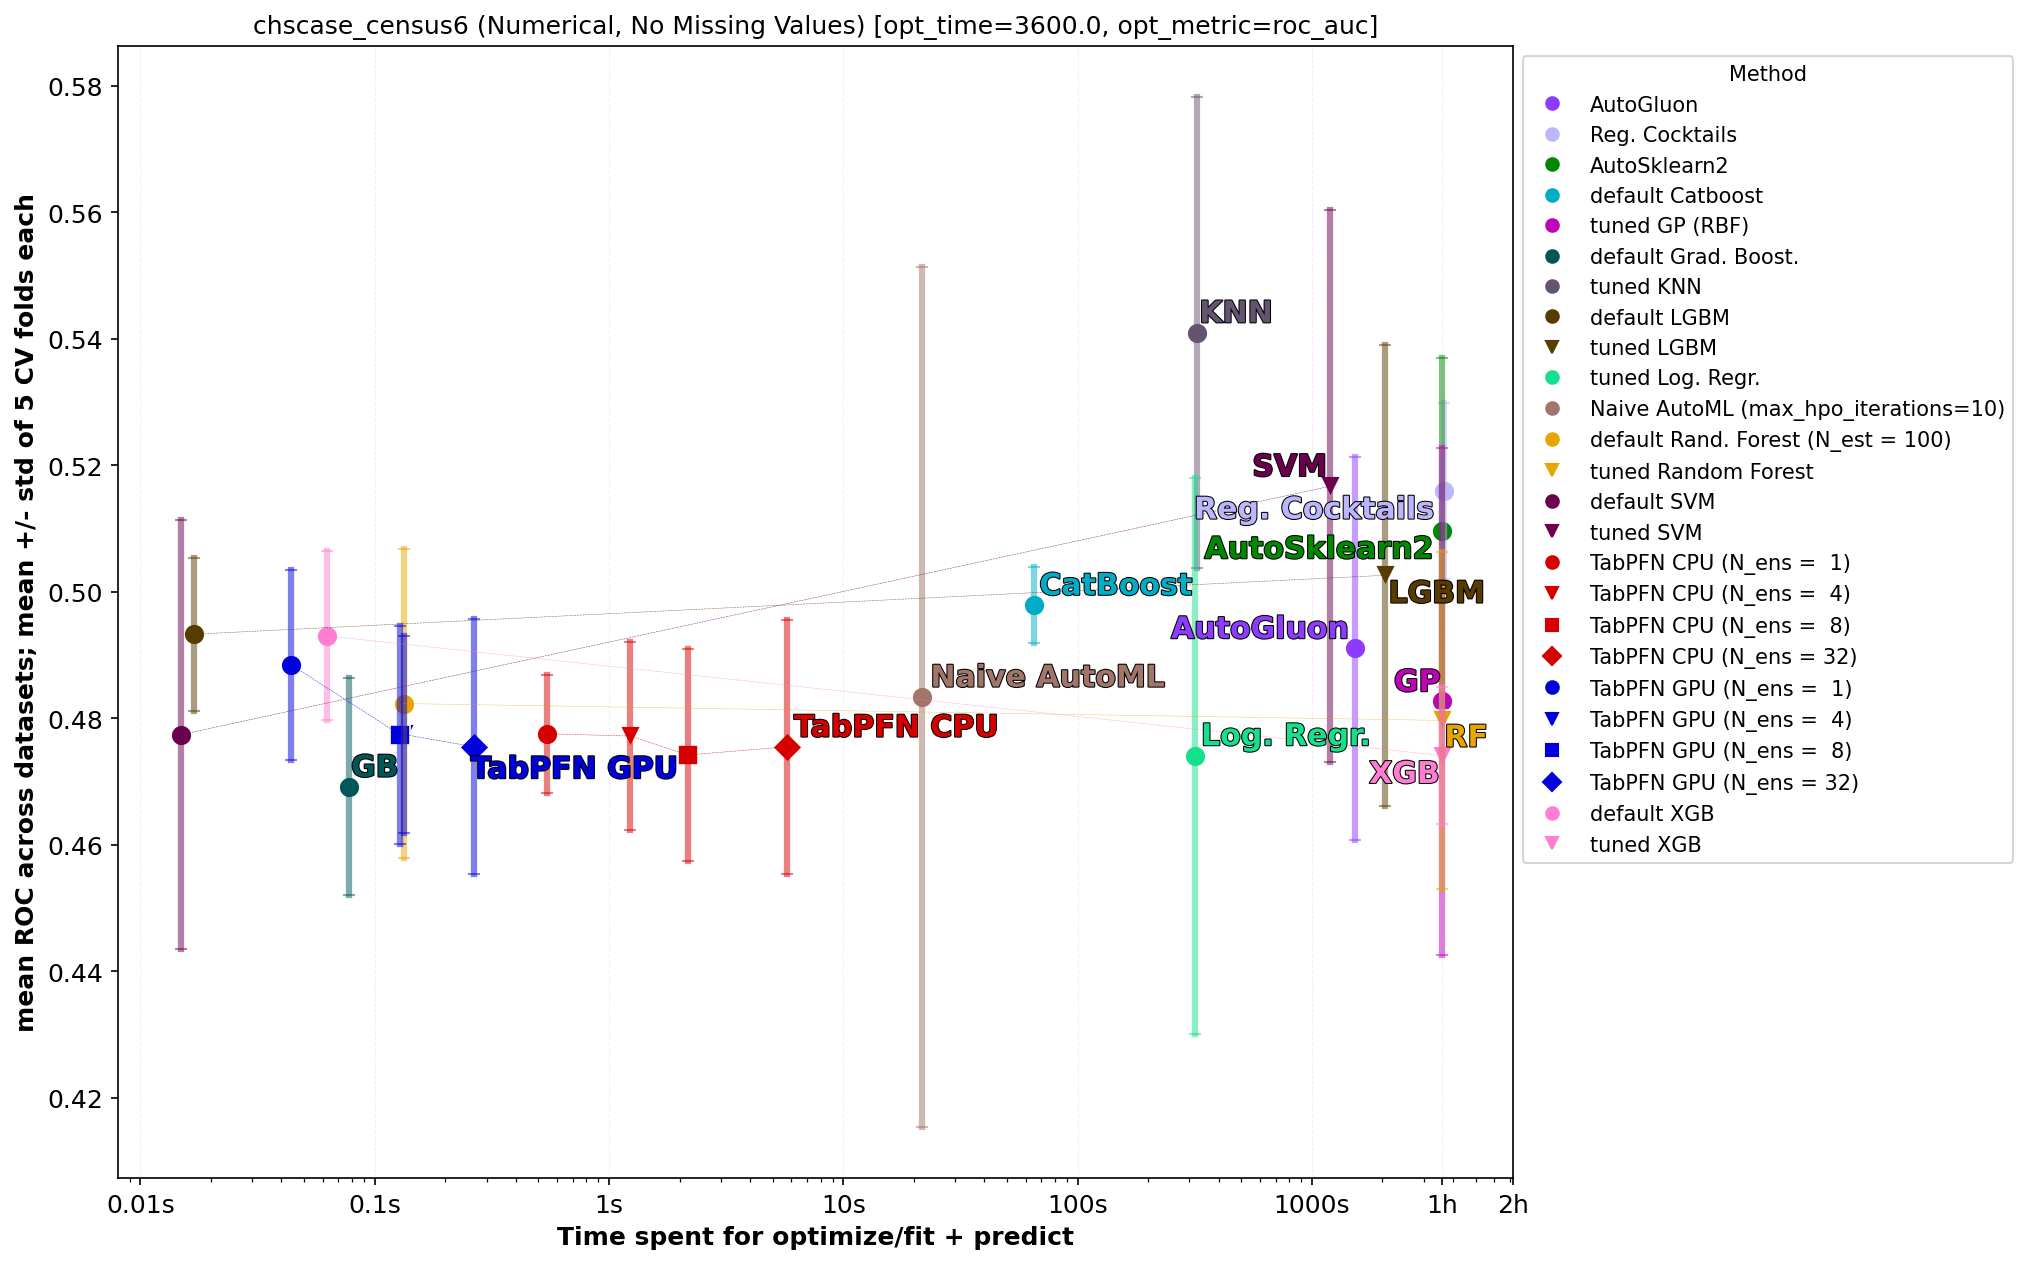 chscase_census6 (Numerical, No Missing Values) [opt_time=3600.0, opt_metric=roc_auc]
mean ROC across datasets; mean +/- std of 5 CV folds each
0.58
0.56
0.54
0.52
0.50
0.48
0.46
0.44
0.42
KNN
SVM
Reg. Cocktails
AutoSklearn2
CatBoost
LGBM
AutoGluon
Naive AutoML
GP
TabPFN CPU
Log. Regr.
RF
GB
TabPFN GPU
XGB
0.01s
0.1s
1s
10s
100s
1000s
1h
2h
Time spent for optimize/fit + predict
Method
AutoGluon
Reg. Cocktails
AutoSklearn2
default Catboost
tuned GP (RBF)
default Grad. Boost.
tuned KNN
default LGBM
tuned LGBM
tuned Log. Regr.
Naive AutoML (max_hpo_iterations=10)
default Rand. Forest (N_est = 100)
tuned Random Forest
default SVM
tuned SVM
TabPFN CPU (N_ens =  1)
TabPFN CPU (N_ens =  4)
TabPFN CPU (N_ens =  8)
TabPFN CPU (N_ens = 32)
TabPFN GPU (N_ens =  1)
TabPFN GPU (N_ens =  4)
TabPFN GPU (N_ens =  8)
TabPFN GPU (N_ens = 32)
default XGB
tuned XGB